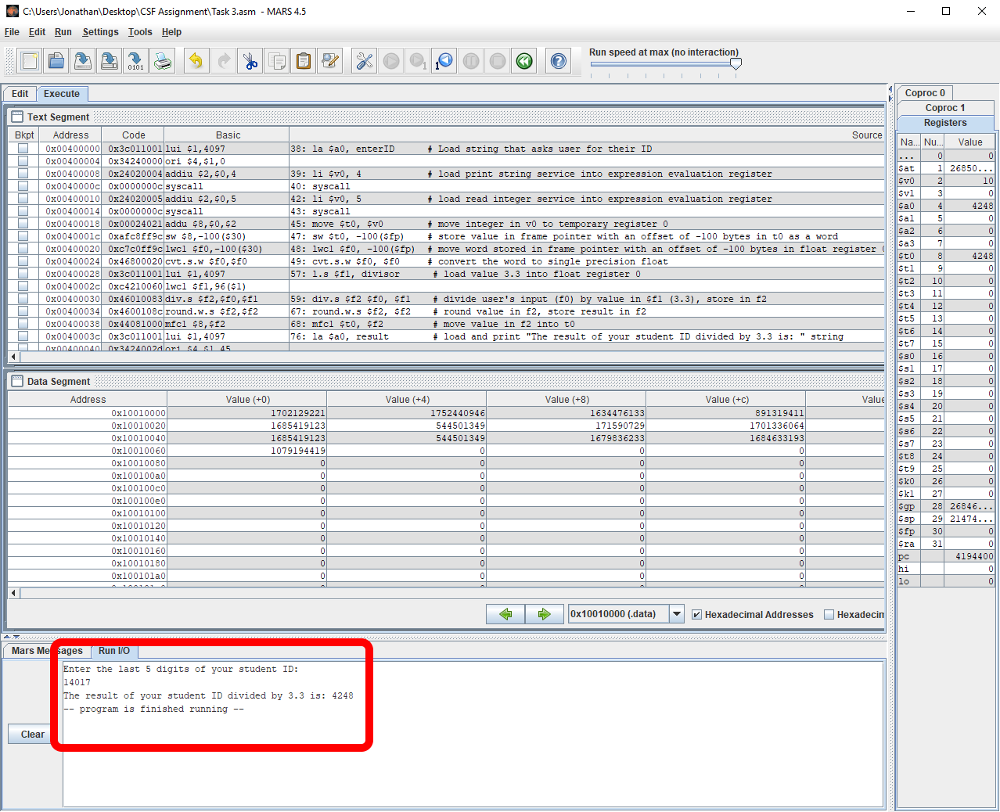 C:\Users\Jonathan\Desktop\CSF Assignment\Task 3.asm - MARS 4.5
File Edit Run Settings Tools Help
Run speed at max (no interaction)
Edit Execute
Text Segment
Bkpt Address Code Basic Source
0x00400000 0x3c011001 lui $1,4097 38: la $a0, enterID # Load string that asks user for their ID
0x00400004 0x34240000 ori $4,$1,0
0x00400008 0x24020004 addiu $2,$0,4 39: li $v0, 4 # load print string service into expression evaluation register
0x0040000c 0x0000000c syscall 40: syscall
0x00400010 0x24020005 addiu $2,$0,5 42: li $v0, 5 # load read integer service into expression evaluation register
0x00400014 0x0000000c syscall 43: syscall
0x00400018 0x00024021 addu $8,$0,$2 45: move $t0, $v0 # move integer in v0 to temporary register 0
0x0040001c 0xafc8ff9c sw $8,-100($30) 47: sw $t0, -100($fp) # store value in frame pointer with an offset of -100 bytes in t0 as a word
0x00400020 0xc7c0ff9c lwc1 $f0,-100($30) 48: lwc1 $f0, -100($fp) # move word stored in frame pointer with an offset of -100 bytes in float register
0x00400024 0x46800020 cvt.s.w $f0,$f0 49: cvt.s.w $f0, $f0 # convert the word to single precision float
0x00400028 0x3c011001 lui $1,4097 57: l.s $f1, divisor # load value 3.3 into float register 0
0x0040002c 0xc4210060 lwc1 $f1,96($1)
0x00400030 0x46010083 div.s $f2,$f0,$f1 59: div.s $f2 $f0, $f1 # divide user's input (f0) by value in $f1 (3.3), store in f2
0x00400034 0x4600108c round.w.s $f2,$f2 67: round.w.s $f2, $f2 # round value in f2, store result in f2
0x00400038 0x44081000 mfc1 $8,$f2 68: mfc1 $t0, $f2 # move value in f2 into t0
0x0040003c 0x3c011001 lui $1,4097 76: la $a0, result # load and print "The result of your student ID divided by 3.3 is: " string
0x00400040 0x3424002d ori $4,$1,45
Data Segment
Address Value (+0) Value (+4) Value (+8) Value (+c) Value
0x10010000 1702129221 1752440946 1634476133 891319411
0x10010020 1685419123 544501349 171590729 1701336064
0x10010040 1685419123 544501349 1679836233 1684633193
0x10010060 1079194419 0 0 0
0x10010080 0 0 0 0
0x100100a0 0 0 0 0
0x100100c0 0 0 0 0
0x100100e0 0 0 0 0
0x10010100 0 0 0 0
0x10010120 0 0 0 0
0x10010140 0 0 0 0
0x10010160 0 0 0 0
0x10010180 0 0 0 0
0x100101a0 0 0 0 0
0x10010000 (.data) Hexadecimal Addresses Hexadecim
Mars Messages Run I/O
Clear
Enter the last 5 digits of your student ID:
14017
The result of your student ID divided by 3.3 is: 4248
-- program is finished running --
Coproc 0
Coproc 1
Registers
Na... Nu... Value
... 0 0
$at 1 26850...
$v0 2 10
$v1 3 0
$a0 4 4248
$a1 5 0
$a2 6 0
$a3 7 0
$t0 8 4248
$t1 9 0
$t2 10 0
$t3 11 0
$t4 12 0
$t5 13 0
$t6 14 0
$t7 15 0
$s0 16 0
$s1 17 0
$s2 18 0
$s3 19 0
$s4 20 0
$s5 21 0
$s6 22 0
$s7 23 0
$t8 24 0
$t9 25 0
$k0 26 0
$k1 27 0
$gp 28 26846...
$sp 29 21474...
$fp 30 0
$ra 31 0
pc 4194400
hi 0
lo 0